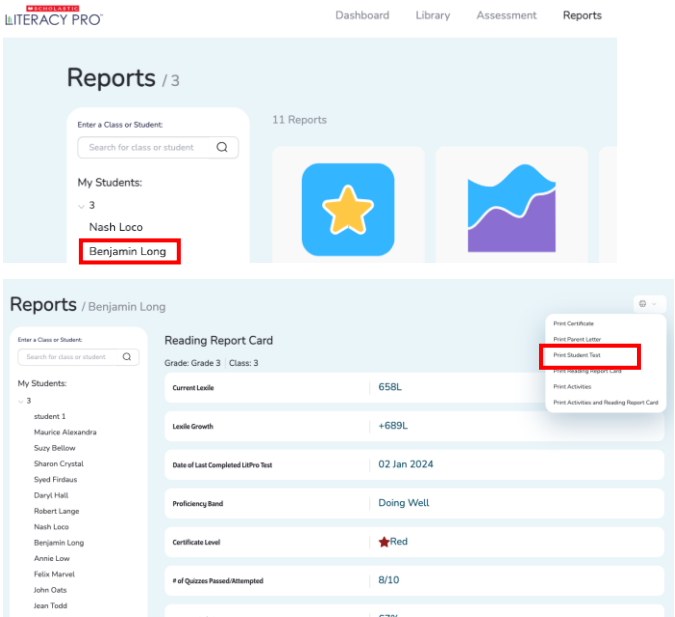 SCHOLASTIC
LITERACY PRO
Dashboard Library Assessment Reports
Reports / 3
Enter a Class or Student:
Search for class or student
My Students:
3
Nash Loco
Benjamin Long
11 Reports
Reports / Benjamin Long
Enter a Class or Student:
Search for class or student
My Students:
3
student 1
Maurice Alexandra
Suzy Bellow
Sharon Crystal
Syed Firdaus
Daryl Hall
Robert Lange
Nash Loco
Benjamin Long
Annie Low
Felix Marvel
John Oats
Jean Todd
Reading Report Card
Grade: Grade 3 Class: 3
Current Lexile 658L
Lexile Growth +689L
Date of Last Completed LitPro Test 02 Jan 2024
Proficiency Band Doing Well
Certificate Level Red
# of Quizzes Passed/Attempted 8/10
Print Certificate
Print Parent Letter
Print Student Test
Print Reading Report Card
Print Activities
Print Activities and Reading Report Card